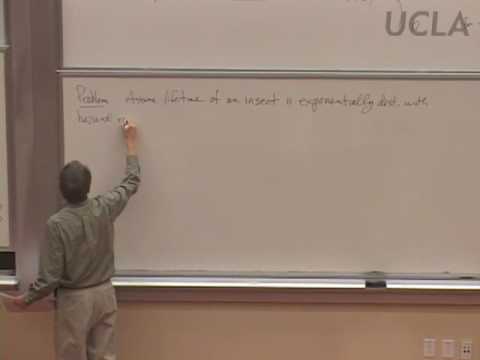 UCLA
Problem Assume lifetime of an insect is exponentially dist. with
hazard r